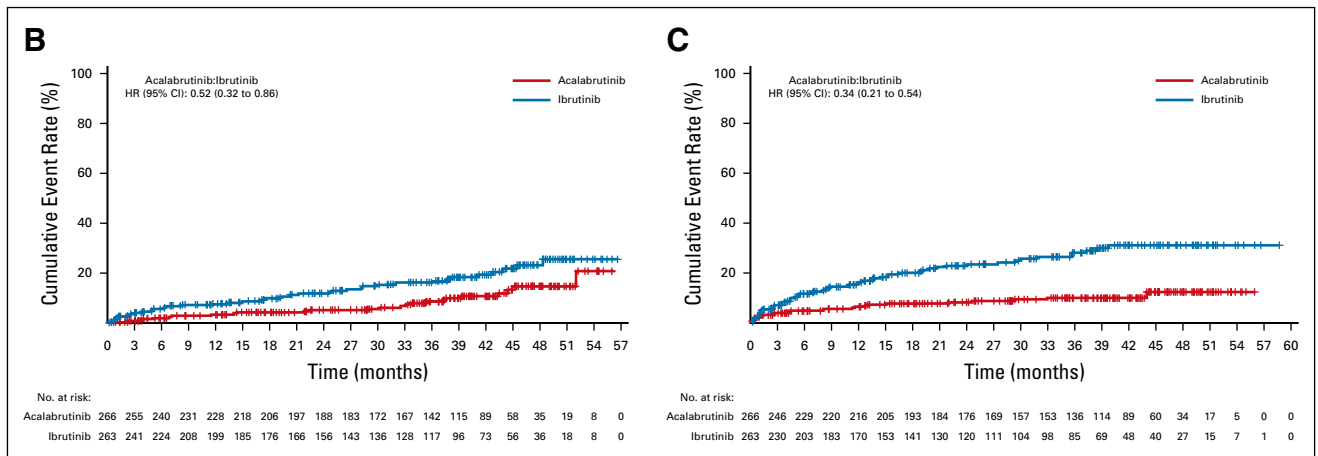 B
Cumulative Event Rate (%)
100
80
60
40
20
Acalabrutinib:Ibrutinib
HR (95% CI): 0.52 (0.32 to 0.86)
Acalabrutinib
Ibrutinib
0 3 6 9 12 15 18 21 24 27 30 33 36 39 42 45 48 51 54 57
Time (months)
No. at risk:
Acalabrutinib 266 255 240 231 228 218 206 197 188 183 172 167 142 115 89 58 35 19 8 0
Ibrutinib 263 241 224 208 199 185 176 166 156 143 136 128 117 96 73 56 36 18 8 0
C
Cumulative Event Rate (%)
100
80
60
40
20
Acalabrutinib:Ibrutinib
HR (95% CI): 0.34 (0.21 to 0.54)
Acalabrutinib
Ibrutinib
0 3 6 9 12 15 18 21 24 27 30 33 36 39 42 45 48 51 54 57 60
Time (months)
No. at risk:
Acalabrutinib 266 246 229 220 216 205 193 184 176 169 157 153 136 114 89 60 34 17 5 0 0
Ibrutinib 263 230 203 183 170 153 141 130 120 111 104 98 85 69 48 40 27 15 7 1 0